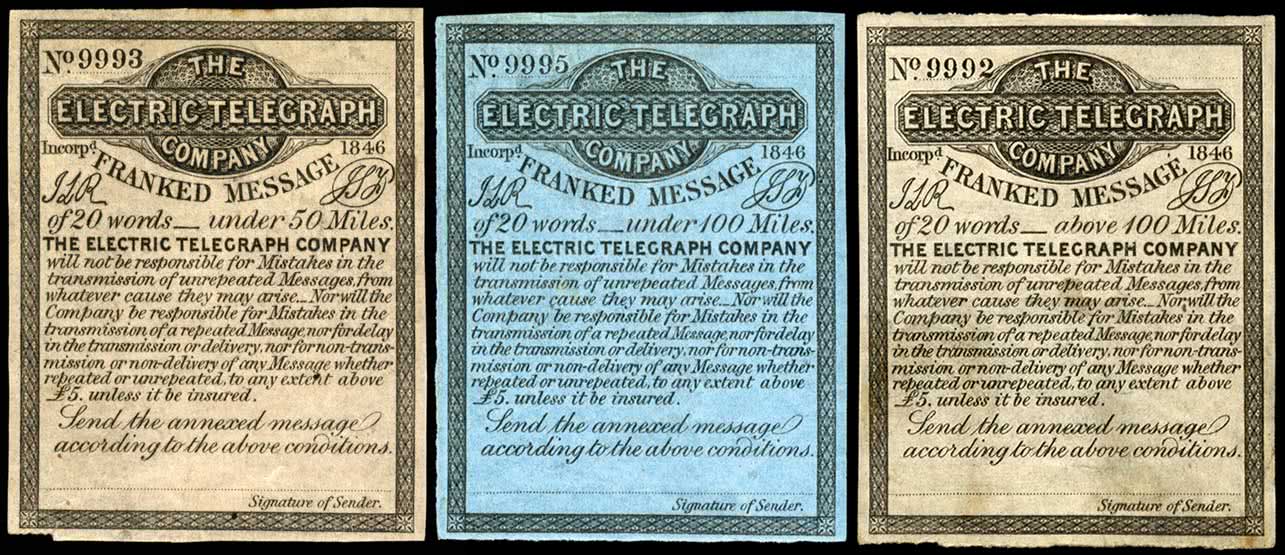 No. 9993
THE
ELECTRIC TELEGRAPH
COMPANY
Incorpd. 1846
FRANKED MESSAGE
JLR
of 20 words _ under 50 Miles.
THE ELECTRIC TELEGRAPH COMPANY
will not be responsible for Mistakes in the
transmission of unrepeated Messages, from
whatever cause they may arise._ Nor will the
Company be responsible for Mistakes in the
transmission of a repeated Message, nor for delay
in the transmission or delivery, nor for non-trans-
mission or non-delivery of any Message whether
repeated or unrepeated, to any extent above
£5. unless it be insured.
Send the annexed message
according to the above conditions.
Signature of Sender.
No. 9995
THE
ELECTRIC TELEGRAPH
COMPANY
Incorpd. 1846
FRANKED MESSAGE
JLR
of 20 words _ under 100 Miles.
THE ELECTRIC TELEGRAPH COMPANY
will not be responsible for Mistakes in the
transmission of unrepeated Messages, from
whatever cause they may arise._ Nor will the
Company be responsible for Mistakes in the
transmission of a repeated Message, nor for delay
in the transmission or delivery, nor for non-trans-
mission or non-delivery of any Message whether
repeated or unrepeated, to any extent above
£5. unless it be insured.
Send the annexed message
according to the above conditions.
Signature of Sender.
No. 9992
THE
ELECTRIC TELEGRAPH
COMPANY
Incorpd. 1846
FRANKED MESSAGE
JLR
of 20 words _ above 100 Miles.
THE ELECTRIC TELEGRAPH COMPANY
will not be responsible for Mistakes in the
transmission of unrepeated Messages, from
whatever cause they may arise._ Nor will the
Company be responsible for Mistakes in the
transmission of a repeated Message, nor for delay
in the transmission or delivery, nor for non-trans-
mission or non-delivery of any Message whether
repeated or unrepeated, to any extent above
£5. unless it be insured.
Send the annexed message
according to the above conditions.
Signature of Sender.